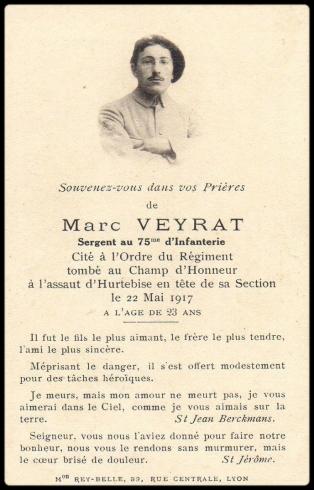 Souvenez-vous dans vos Prières
de
Marc VEYRAT
Sergent au 75me d'Infanterie
Cité à l'Ordre du Régiment
tombé au Champ d'Honneur
à l'assaut d'Hurtebise en tête de sa Section
le 22 Mai 1917
A L'AGE DE 23 ANS
Il fut le fils le plus aimant, le frère le plus tendre,
l'ami le plus sincère.
Méprisant le danger, il s'est offert modestement
pour des tâches héroïques.
Je meurs, mais mon amour ne meurt pas, je vous
aimerai dans le Ciel, comme je vous aimais sur la
terre. St Jean Berckmans.
Seigneur, vous nous l'aviez donné pour faire notre
bonheur, nous vous le rendons sans murmurer, mais
le cœur brisé de douleur. St Jérôme.
Mon REY-BELLE, 39, RUE CENTRALE, LYON